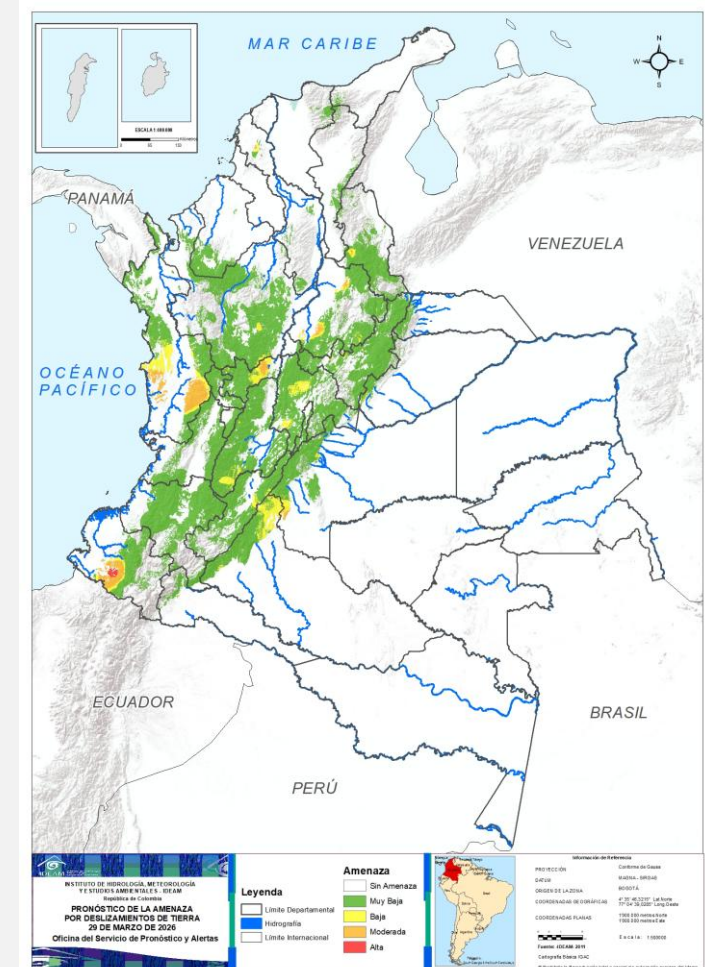 MAR CARIBE
N
W
E
S
ESCALA 1:400.000
PANAMÁ
VENEZUELA
OCÉANO
PACÍFICO
ECUADOR
BRASIL
PERÚ
IDEAM
INSTITUTO DE HIDROLOGÍA, METEOROLOGÍA
Y ESTUDIOS AMBIENTALES - IDEAM
República de Colombia
PRONÓSTICO DE LA AMENAZA
POR DESLIZAMIENTOS DE TIERRA
29 DE MARZO DE 2026
Oficina del Servicio de Pronóstico y Alertas
Leyenda
Límite Departamental
Hidrografía
Límite Internacional
Amenaza
Sin Amenaza
Muy Baja
Baja
Moderada
Alta
Información de Referencia
PROYECCIÓN
Conforme de Gauss
DATUM
MAGNA - SIRGAS
ORIGEN DE LA ZONA
BOGOTÁ
COORDENADAS GEOGRÁFICAS
COORDENADAS PLANAS
Fuente: IDEAM 2011
Cartografía Básica IGAC